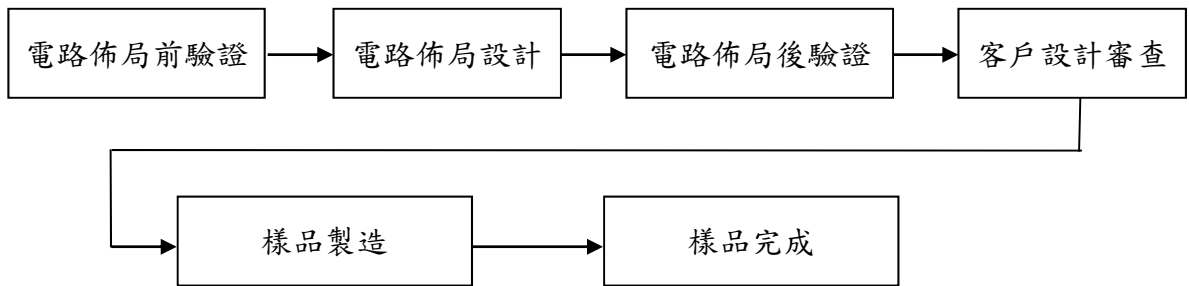 電路佈局前驗證
電路佈局設計
電路佈局後驗證
客戶設計審查
樣品製造
樣品完成